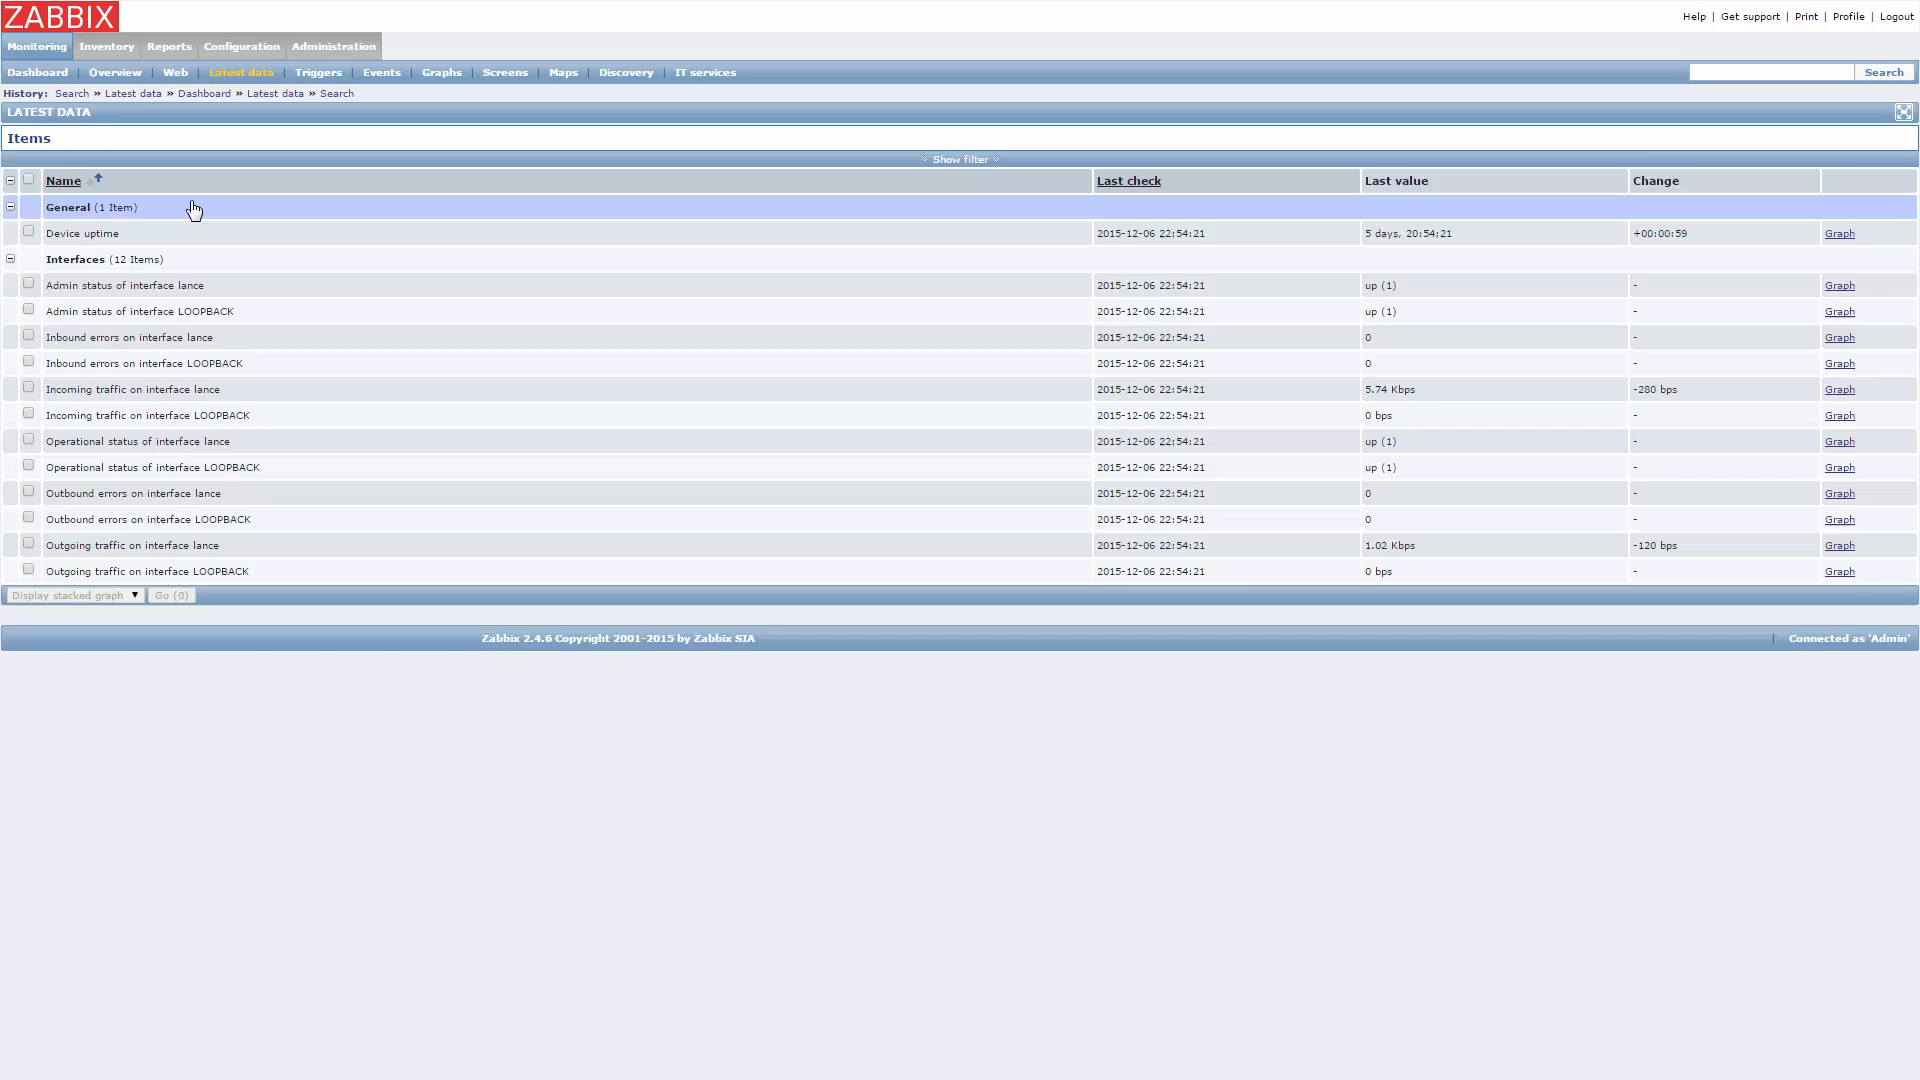 ZABBIX
Help | Get support | Print | Profile | Logout
Monitoring Inventory Reports Configuration Administration
Dashboard | Overview | Web | Latest data | Triggers | Events | Graphs | Screens | Maps | Discovery | IT services Search
History: Search » Latest data » Dashboard » Latest data » Search
LATEST DATA
Items
Show filter
Name Last check Last value Change
General (1 Item)
Device uptime 2015-12-06 22:54:21 5 days, 20:54:21 +00:00:59 Graph
Interfaces (12 Items)
Admin status of interface lance 2015-12-06 22:54:21 up (1) - Graph
Admin status of interface LOOPBACK 2015-12-06 22:54:21 up (1) - Graph
Inbound errors on interface lance 2015-12-06 22:54:21 0 - Graph
Inbound errors on interface LOOPBACK 2015-12-06 22:54:21 0 - Graph
Incoming traffic on interface lance 2015-12-06 22:54:21 5.74 Kbps -280 bps Graph
Incoming traffic on interface LOOPBACK 2015-12-06 22:54:21 0 bps - Graph
Operational status of interface lance 2015-12-06 22:54:21 up (1) - Graph
Operational status of interface LOOPBACK 2015-12-06 22:54:21 up (1) - Graph
Outbound errors on interface lance 2015-12-06 22:54:21 0 - Graph
Outbound errors on interface LOOPBACK 2015-12-06 22:54:21 0 - Graph
Outgoing traffic on interface lance 2015-12-06 22:54:21 1.02 Kbps -120 bps Graph
Outgoing traffic on interface LOOPBACK 2015-12-06 22:54:21 0 bps - Graph
Display stacked graph Go (0)
Zabbix 2.4.6 Copyright 2001-2015 by Zabbix SIA | Connected as 'Admin'